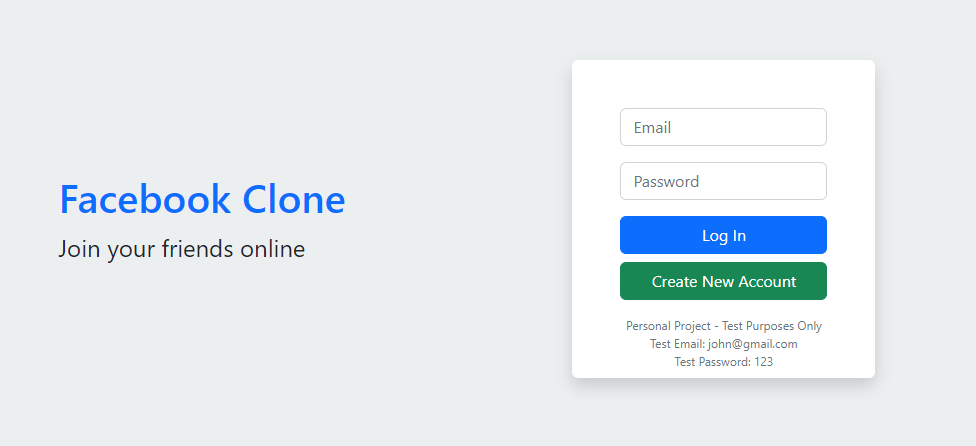 Facebook Clone
Join your friends online
Email
Password
Log In
Create New Account
Personal Project - Test Purposes Only
Test Email: john@gmail.com
Test Password: 123